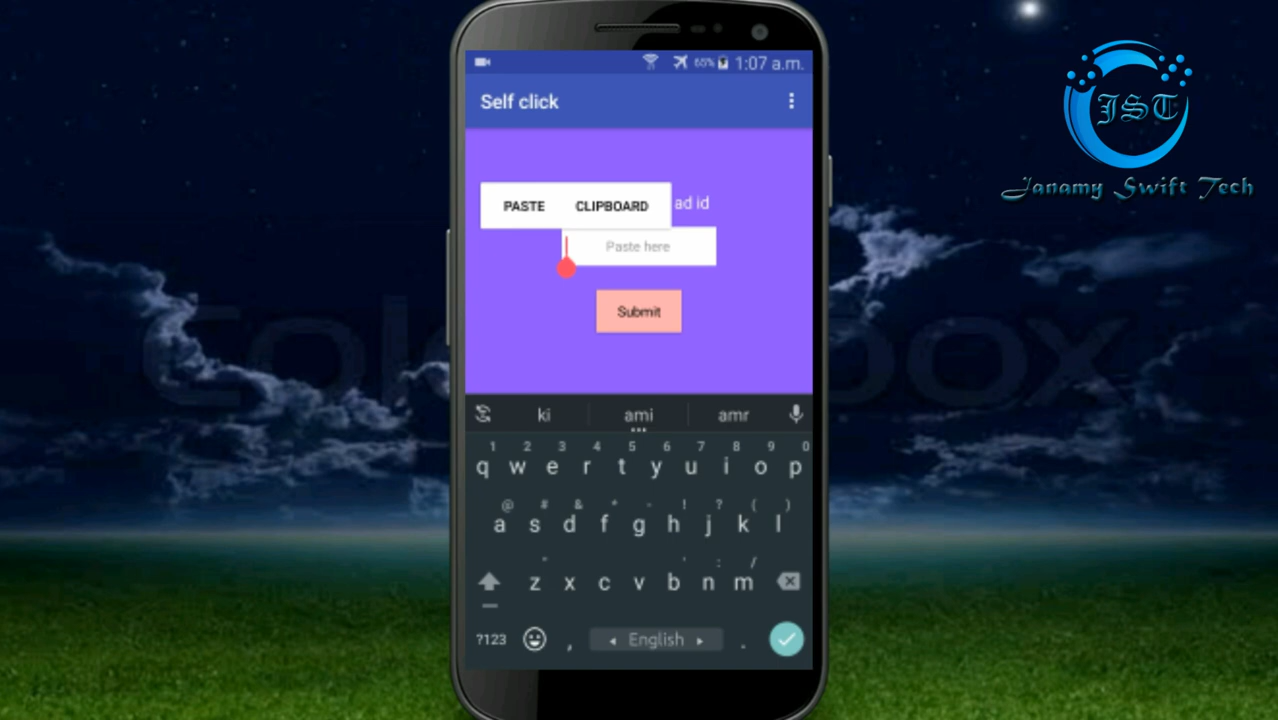 65% 1:07 a.m.
Self click
JST
Janamy Swift Tech
PASTE CLIPBOARD ad id
Paste here
Submit
ki ami amr
1 2 3 4 5 6 7 8 9 0
q w e r t y u i o p
@ # & * - ! ? ( )
a s d f g h j k l
" ' : /
z x c v b n m
?123 , English .